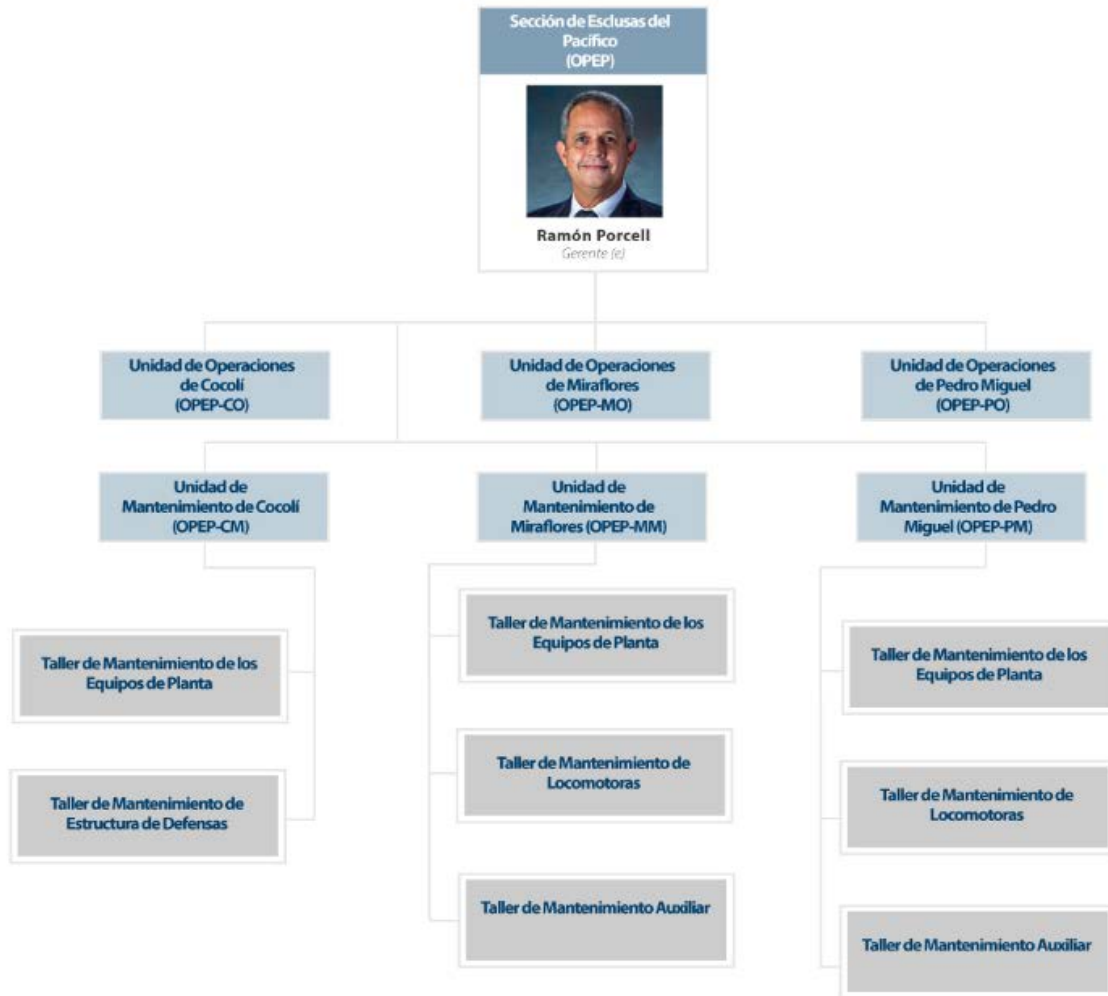 Sección de Esclusas del
Pacífico
(OPEP)
Ramón Porcell
Gerente (e)
Unidad de Operaciones
de Cocolí
(OPEP-CO)
Unidad de Operaciones
de Miraflores
(OPEP-MO)
Unidad de Operaciones
de Pedro Miguel
(OPEP-PO)
Unidad de
Mantenimiento de Cocolí
(OPEP-CM)
Unidad de
Mantenimiento de
Miraflores (OPEP-MM)
Unidad de
Mantenimiento de Pedro
Miguel (OPEP-PM)
Taller de Mantenimiento de los
Equipos de Planta
Taller de Mantenimiento de
Estructura de Defensas
Taller de Mantenimiento de los
Equipos de Planta
Taller de Mantenimiento de
Locomotoras
Taller de Mantenimiento Auxiliar
Taller de Mantenimiento de los
Equipos de Planta
Taller de Mantenimiento de
Locomotoras
Taller de Mantenimiento Auxiliar